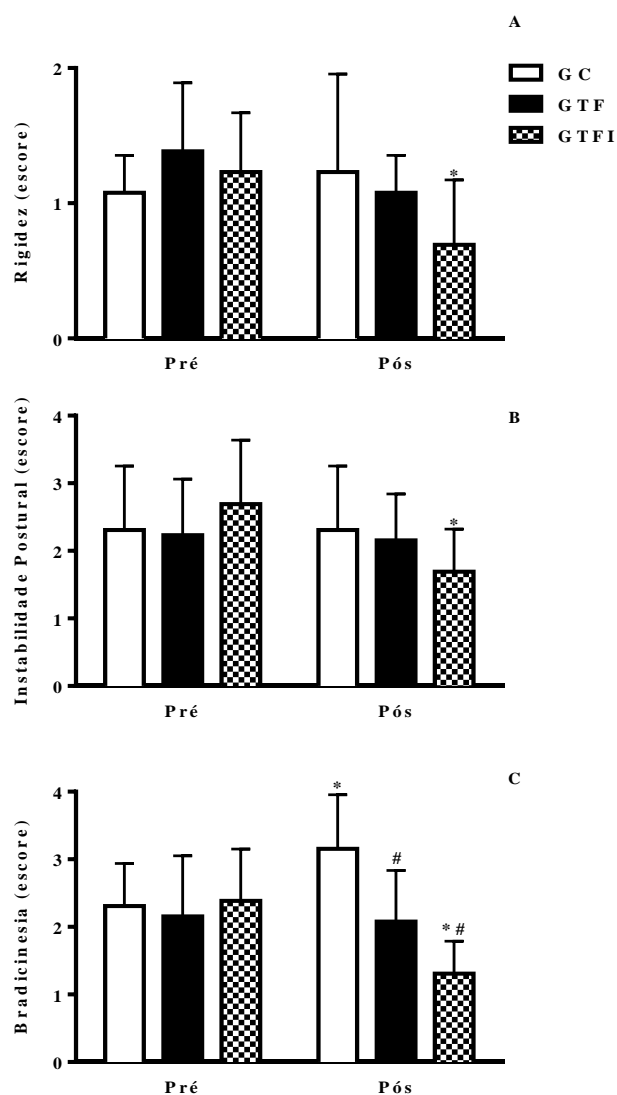 A
GC
GTF
GTFI
Rigidez (escore)
2
1
0
*
Pré Pós
B
Instabilidade Postural (escore)
4
3
2
1
0
*
Pré Pós
C
Bradicinesia (escore)
4
3
2
1
0
*
#
*#
Pré Pós